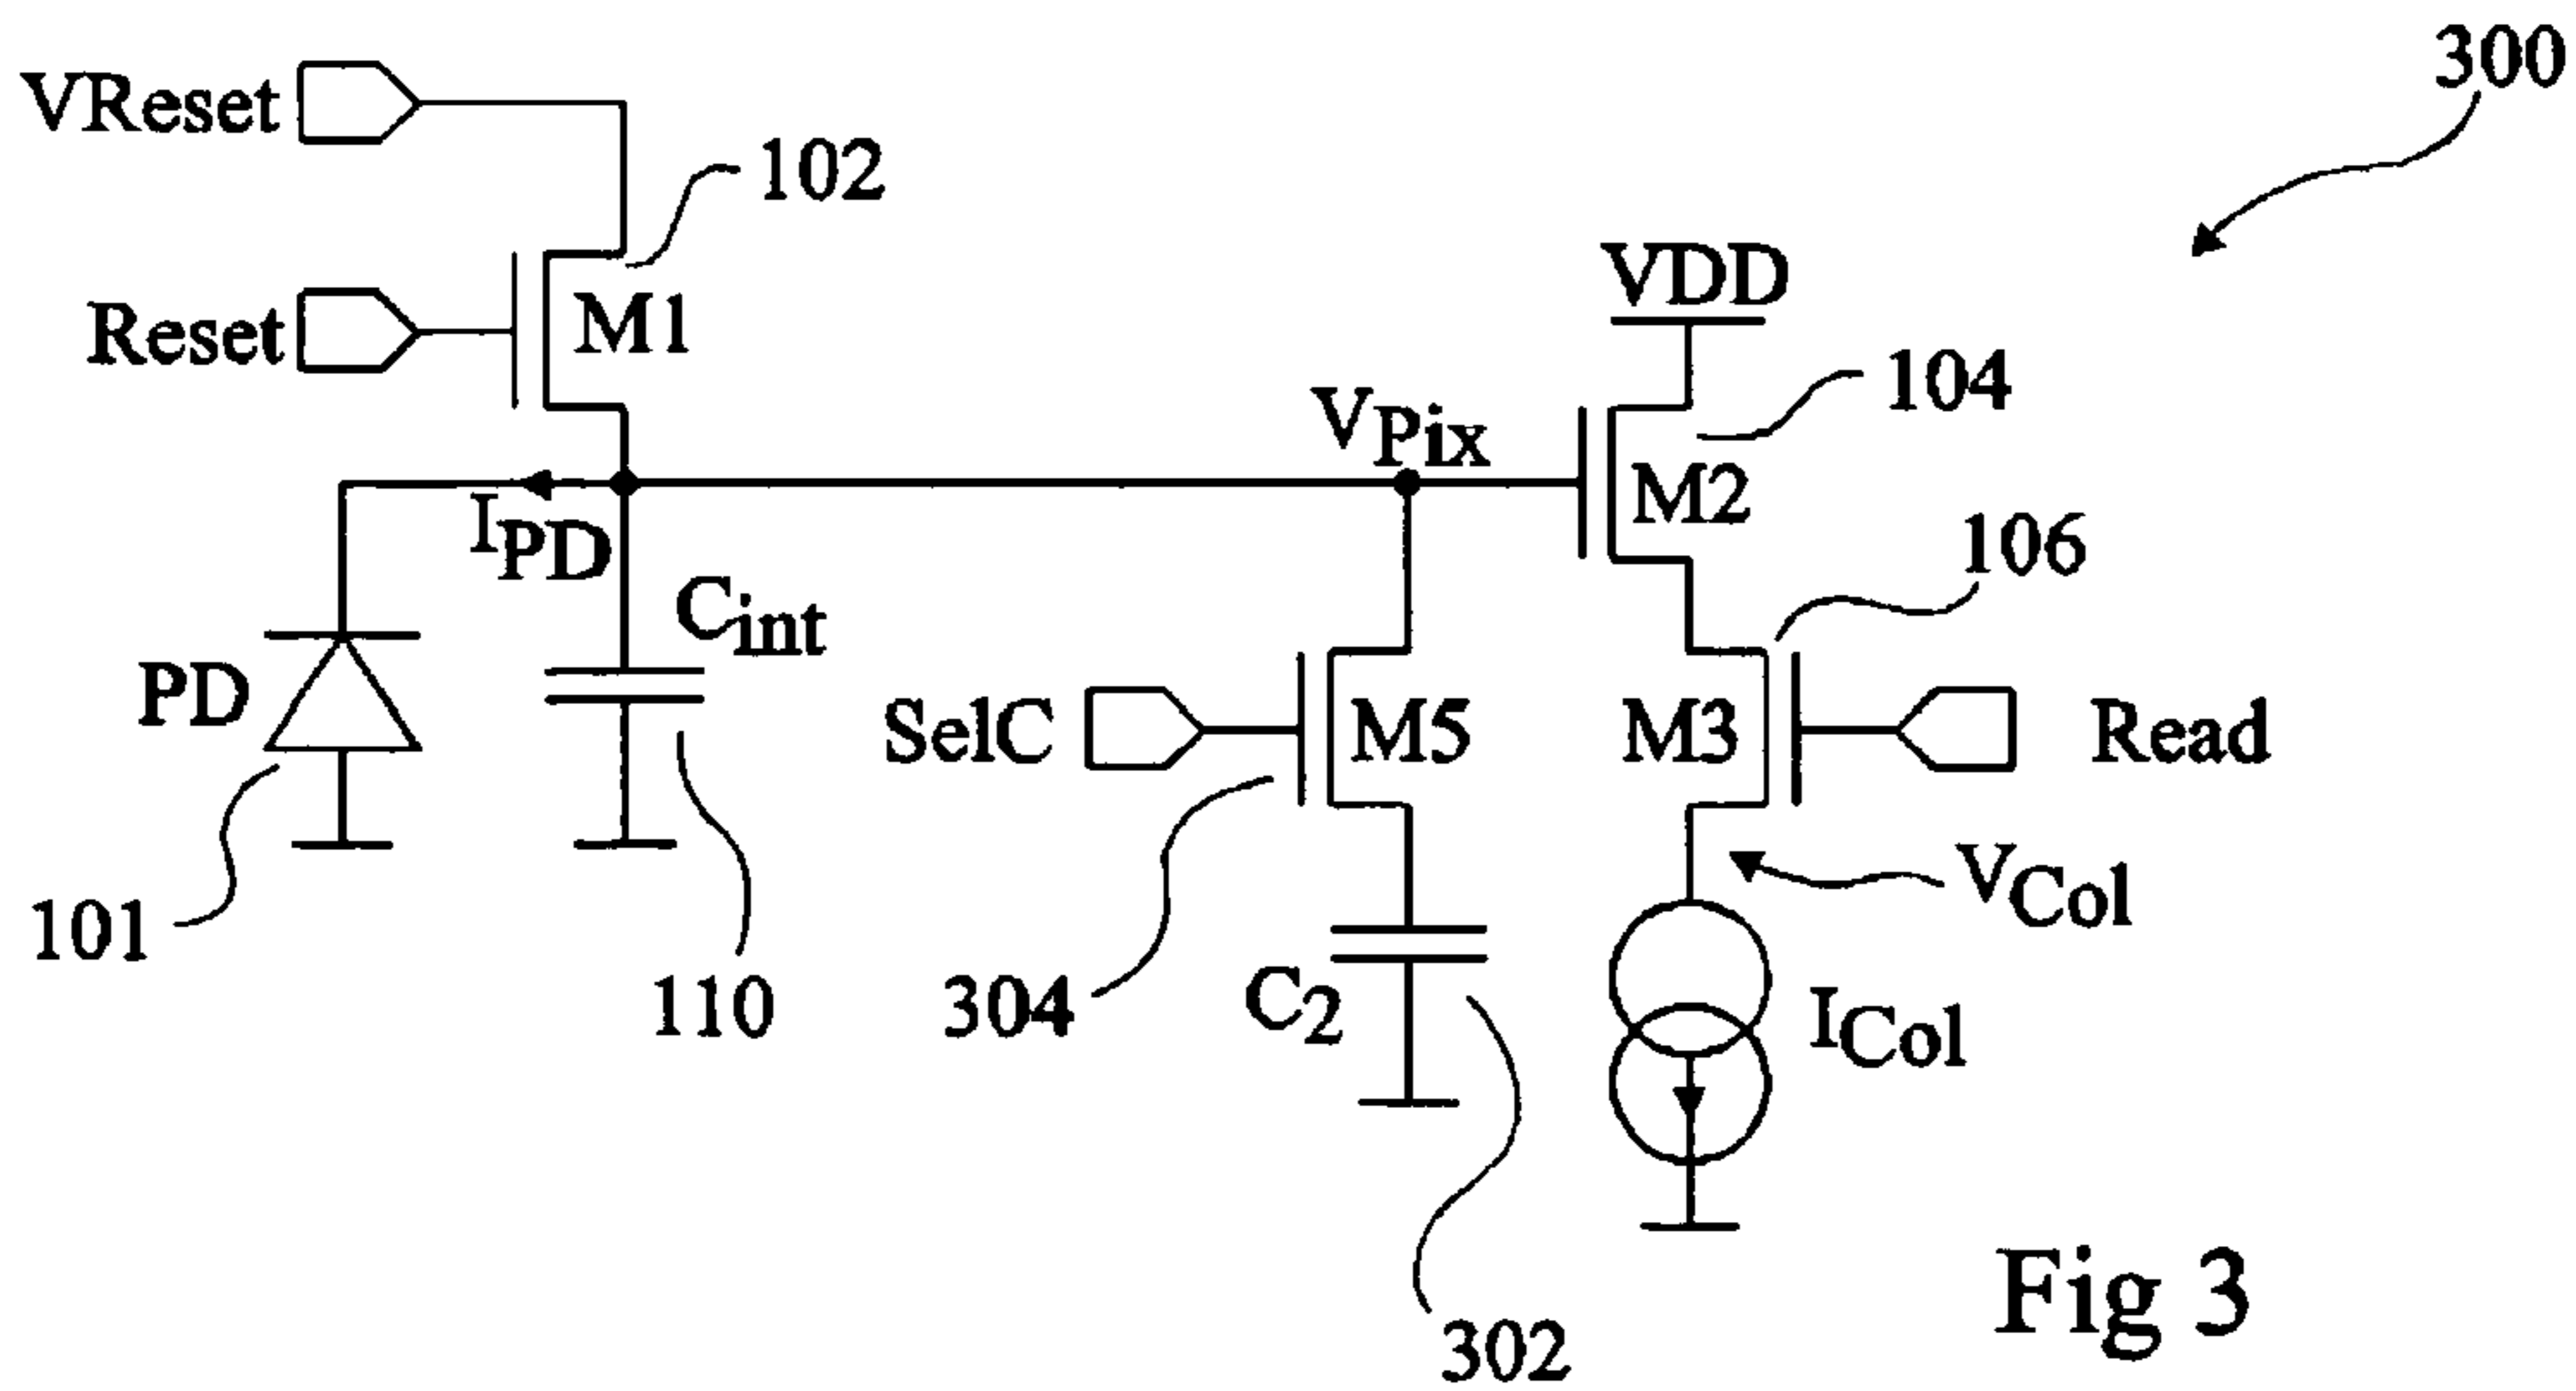 300
VReset
102
VDD
Reset
M1
104
VPix
M2
IPD
106
Cint
PD
SelC
M5
M3
Read
VCol
101
110
304
C2
ICol
302
Fig 3